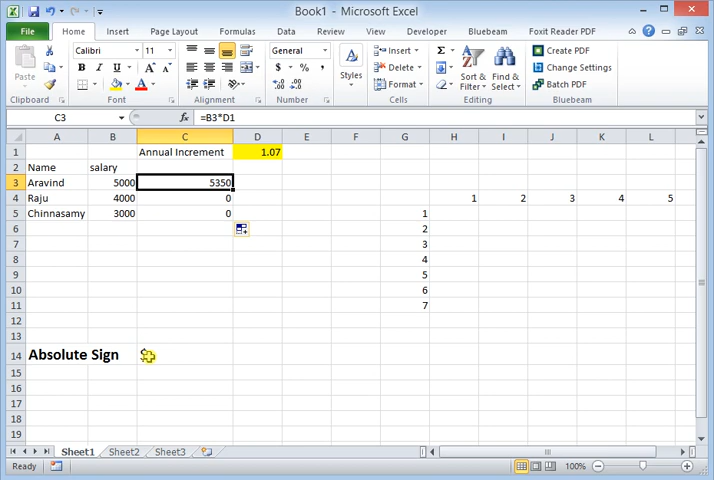 Book1 - Microsoft Excel
File Home Insert Page Layout Formulas Data Review View Developer Bluebeam Foxit Reader PDF
Paste
Calibri 11
B I U
A A
General
$ % ,
Styles
Insert
Delete
Format
Σ
Sort & Filter
Find & Select
Create PDF
Change Settings
Batch PDF
Clipboard Font Alignment Number Cells Editing Bluebeam
C3 fx =B3*D1
A B C D E F G H I J K L
1 Annual Increment 1.07
2 Name salary
3 Aravind 5000 5350
4 Raju 4000 0 1 2 3 4 5
5 Chinnasamy 3000 0 1
6 2
7 3
8 4
9 5
10 6
11 7
12
13
14 Absolute Sign $
15
16
17
18
19
Sheet1 Sheet2 Sheet3
Ready 100%